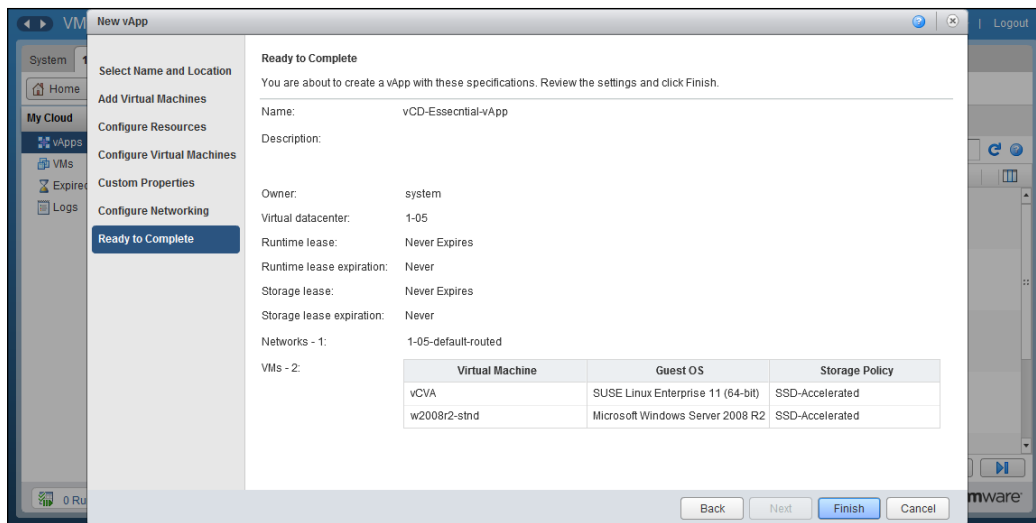 VM
New vApp
Logout
System
Home
My Cloud
vApps
VMs
Expired
Logs
0 Ru
Select Name and Location
Add Virtual Machines
Configure Resources
Configure Virtual Machines
Custom Properties
Configure Networking
Ready to Complete
Ready to Complete
You are about to create a vApp with these specifications. Review the settings and click Finish.
Name: vCD-Essecntial-vApp
Description:
Owner: system
Virtual datacenter: 1-05
Runtime lease: Never Expires
Runtime lease expiration: Never
Storage lease: Never Expires
Storage lease expiration: Never
Networks - 1: 1-05-default-routed
VMs - 2:
Virtual Machine Guest OS Storage Policy
vCVA SUSE Linux Enterprise 11 (64-bit) SSD-Accelerated
w2008r2-stnd Microsoft Windows Server 2008 R2 SSD-Accelerated
Back Next Finish Cancel
mware